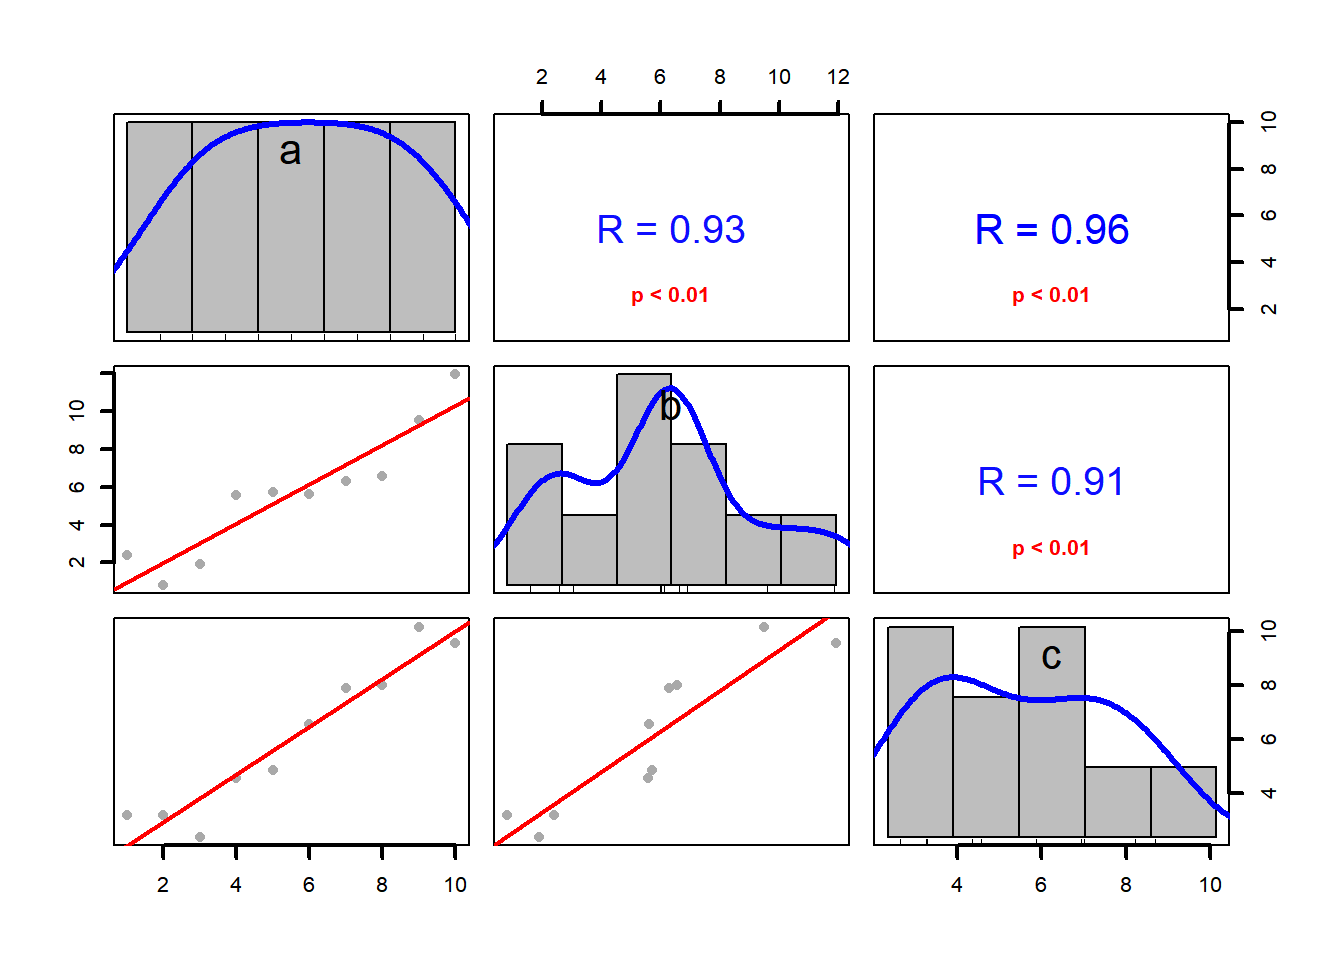 2 4 6 8 10 12
a
R = 0.93
p < 0.01
R = 0.96
p < 0.01
2 4 6 8 10
2 4 6 8 10
b
R = 0.91
p < 0.01
c
4 6 8 10
2 4 6 8 10
4 6 8 10